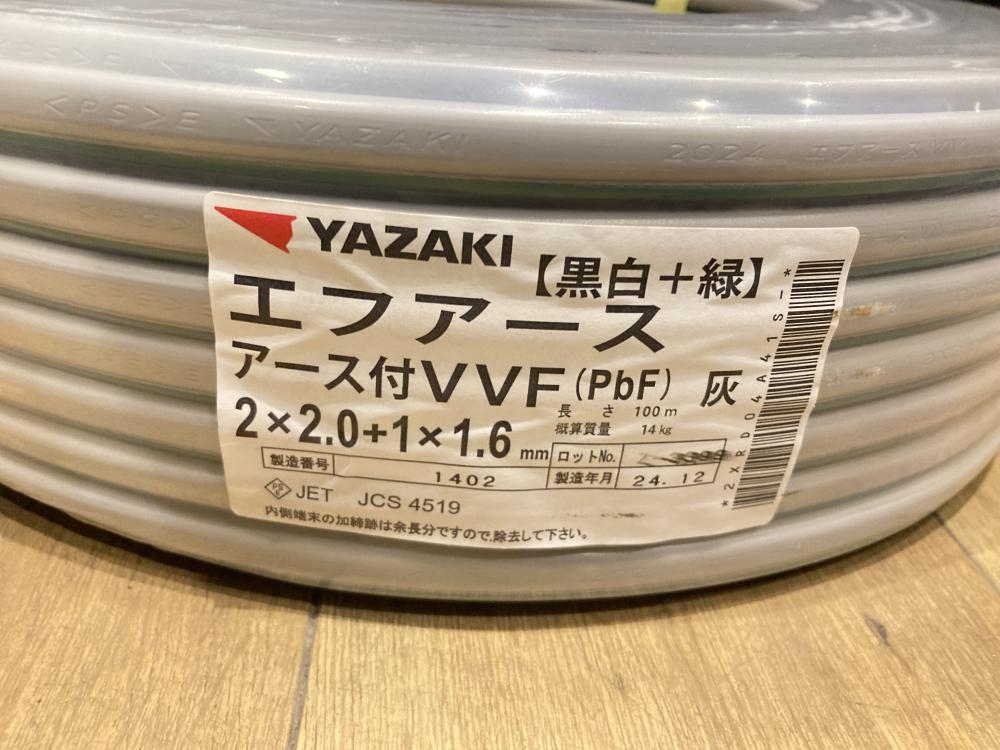 <PS>E <YAZAKI 2024 エフアースVV
YAZAKI
【黒白+緑】
エフアース
アース付VVF(PbF) 灰
2×2.0+1×1.6mm
長さ 100m
概算質量 14kg
ロットNo.
製造番号 1402
製造年月 24.12
PS E JET JCS 4519
内側端末の加締跡は余長分ですので,除去して下さい。
*2XRD04A41S-*